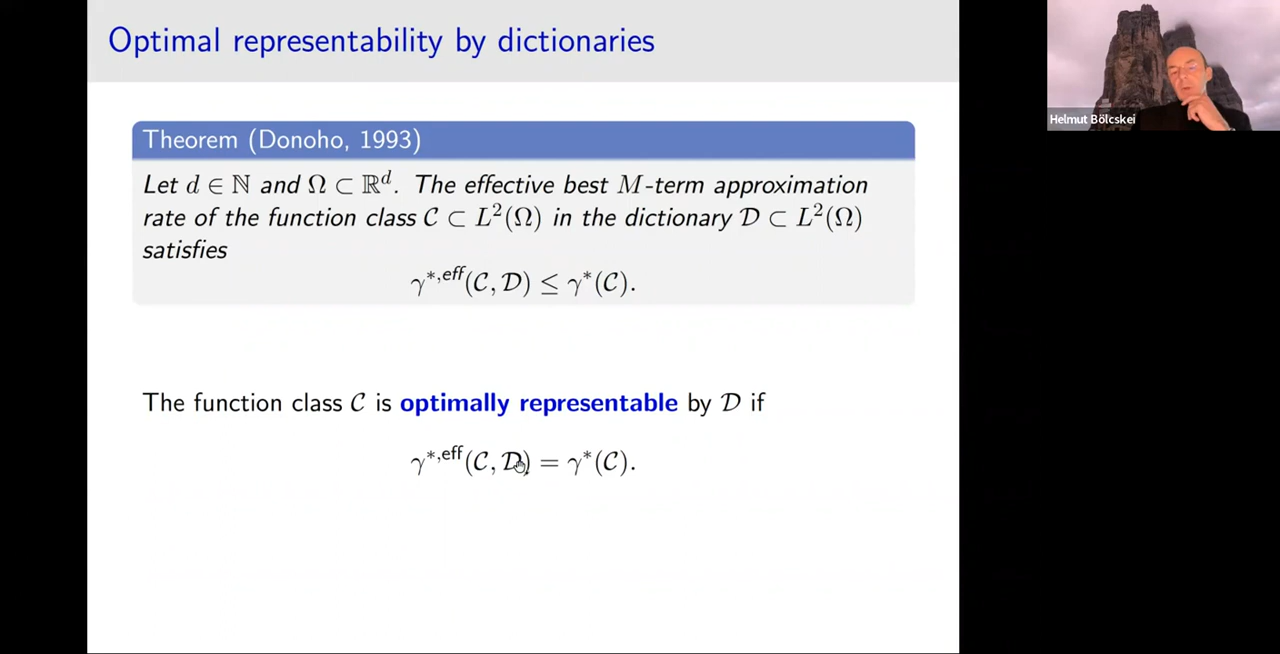 Optimal representability by dictionaries
Helmut Bölcskei
Theorem (Donoho, 1993)
Let d ∈ ℕ and Ω ⊂ ℝ^d. The effective best M-term approximation
rate of the function class 𝒞 ⊂ L²(Ω) in the dictionary 𝒟 ⊂ L²(Ω)
satisfies
γ^{*,eff}(𝒞, 𝒟) ≤ γ^*(𝒞).
The function class 𝒞 is optimally representable by 𝒟 if
γ^{*,eff}(𝒞, 𝒟) = γ^*(𝒞).